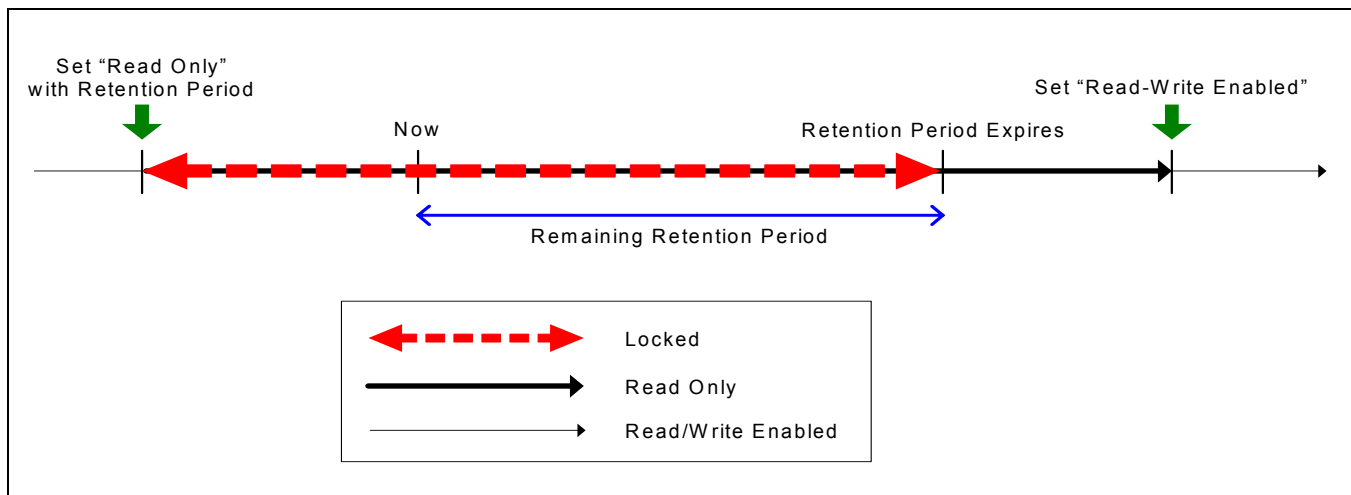 Set “Read Only”
with Retention Period
Now
Retention Period Expires
Set “Read-Write Enabled”
Remaining Retention Period
Locked
Read Only
Read/Write Enabled